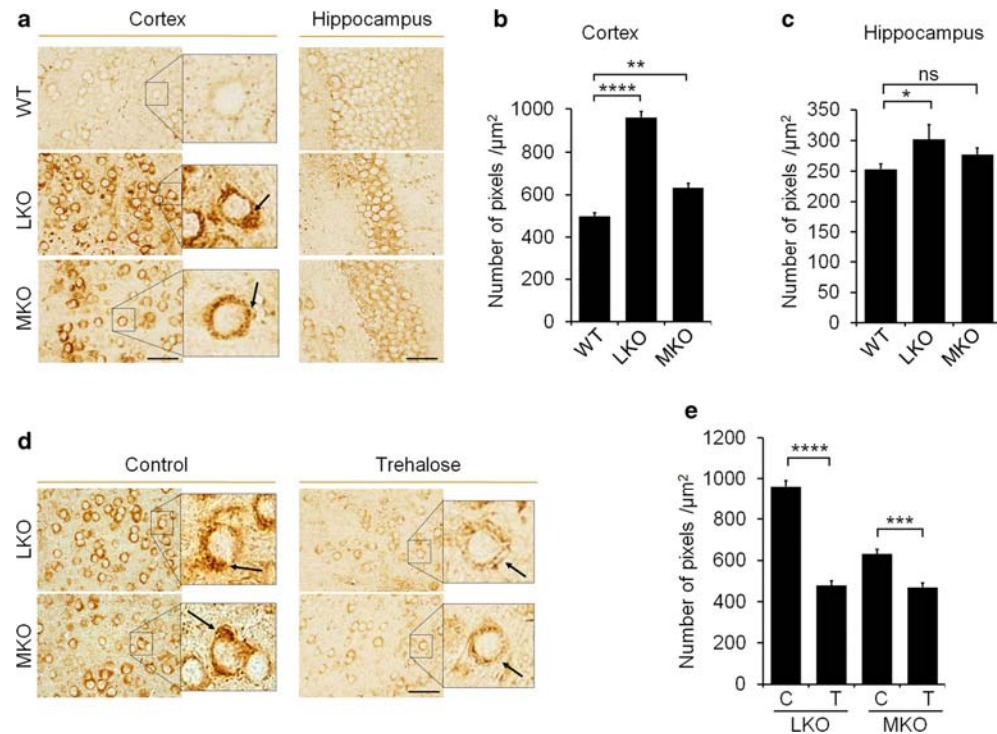 a
Cortex
Hippocampus
WT
LKO
MKO
b
Cortex
**
****
Number of pixels /µm²
1000
800
600
400
200
0
WT
LKO
MKO
c
Hippocampus
ns
*
Number of pixels /µm²
350
300
250
200
150
100
50
0
WT
LKO
MKO
d
Control
Trehalose
LKO
MKO
e
****
***
Number of pixels /µm²
1200
1000
800
600
400
200
0
C T C T
LKO MKO